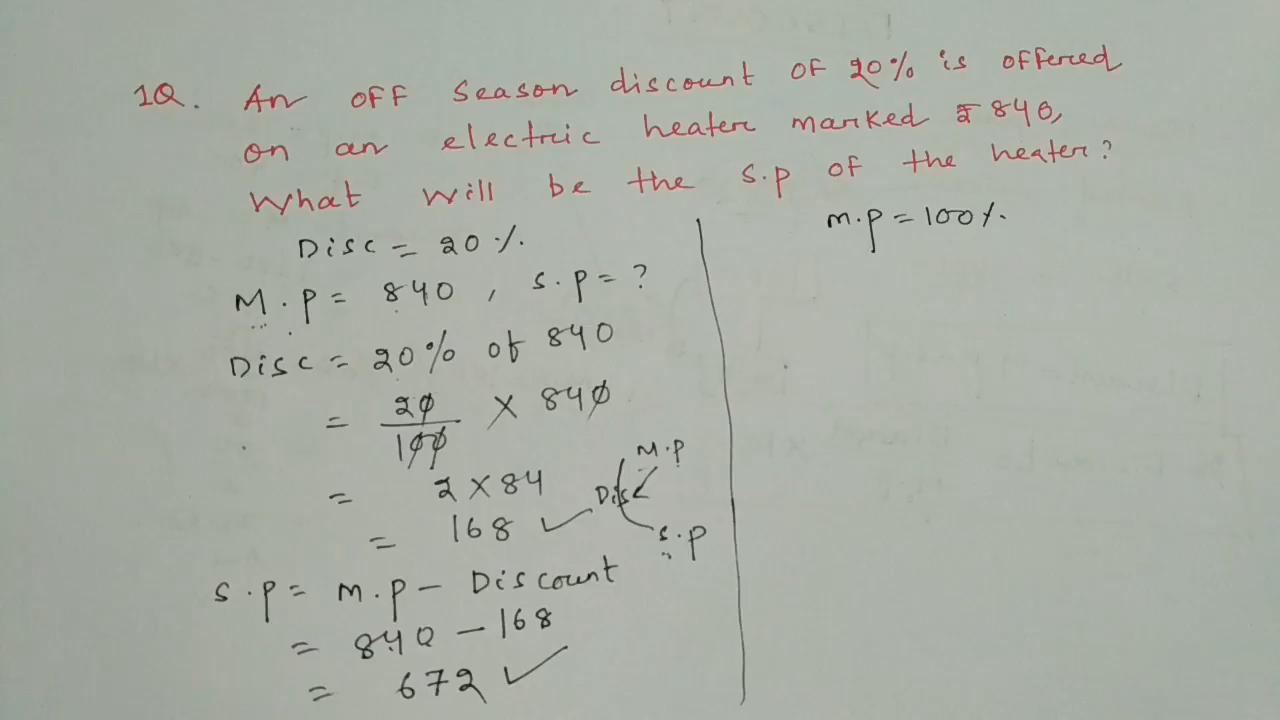 1Q. An off season discount of 20% is offered
on an electric heater marked ₹ 840,
What will be the s.p of the heater?
Disc = 20%.
M.p = 840, s.p = ?
Disc = 20% of 840
= 20/100 × 840
= 2 × 84
= 168 ✓
M.p
Disc
s.p
s.p = m.p - Discount
= 840 - 168
= 672 ✓
m.p = 100%.